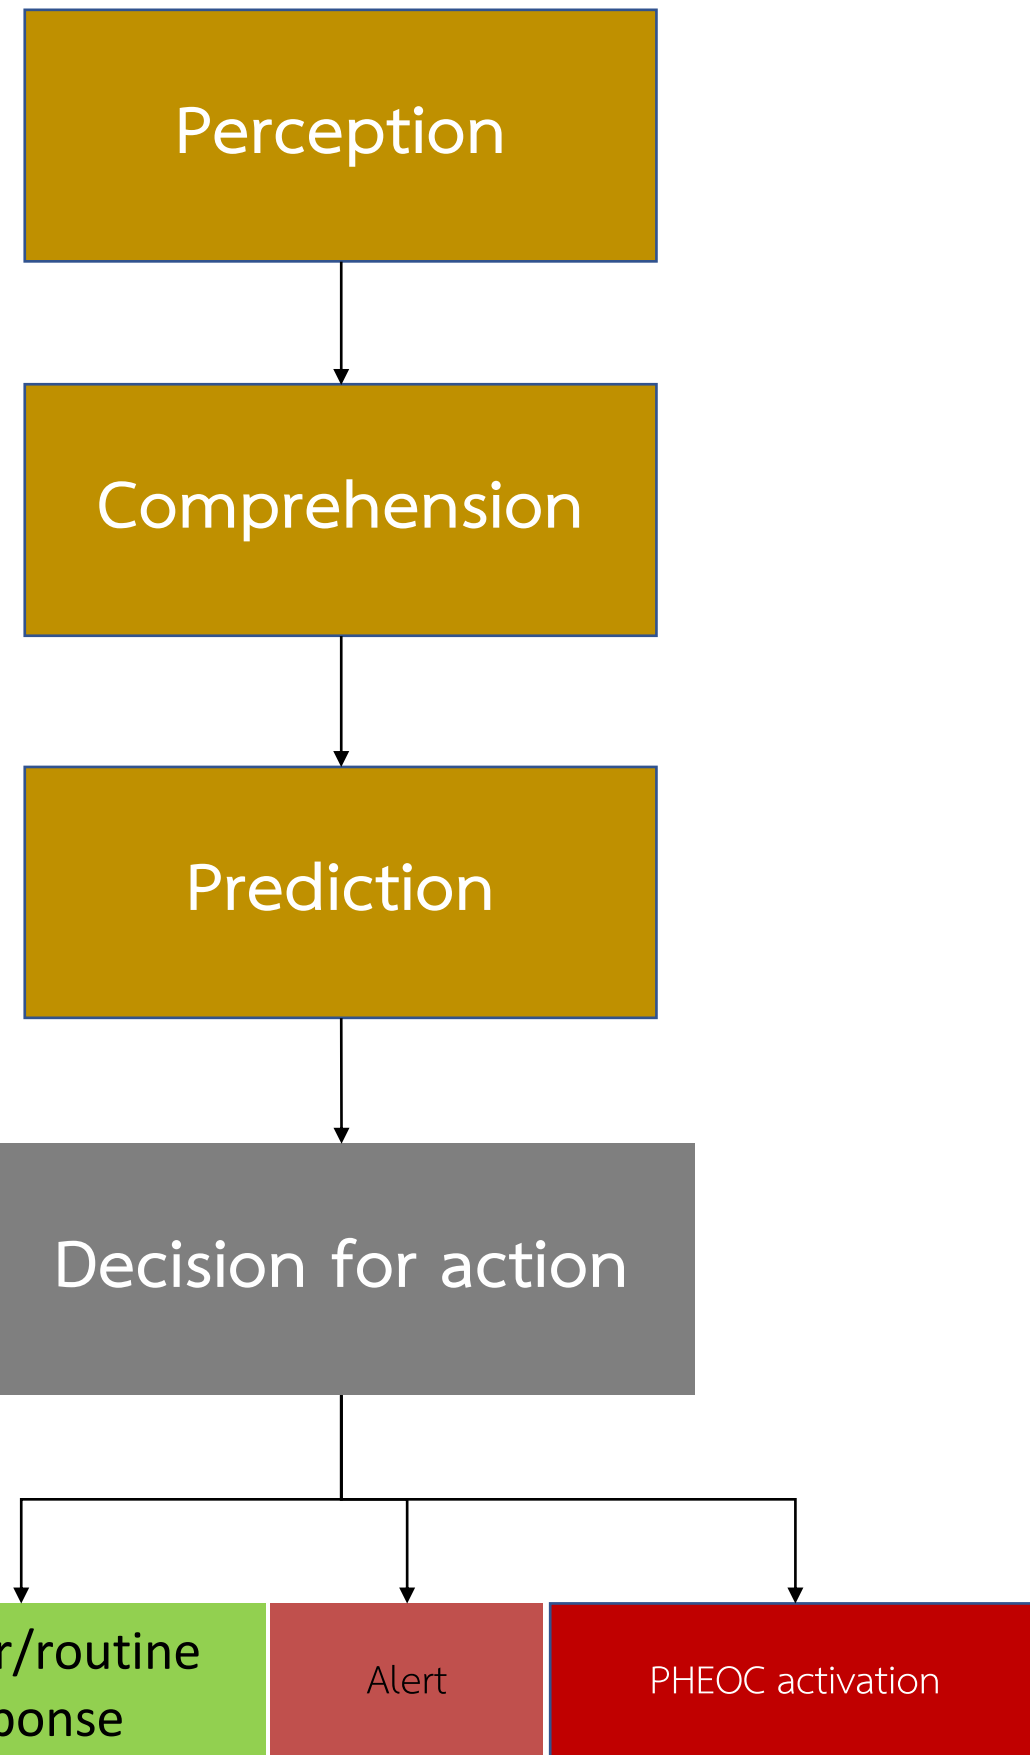 Perception
Comprehension
Prediction
Decision for action
r/routine
ponse
Alert
PHEOC activation